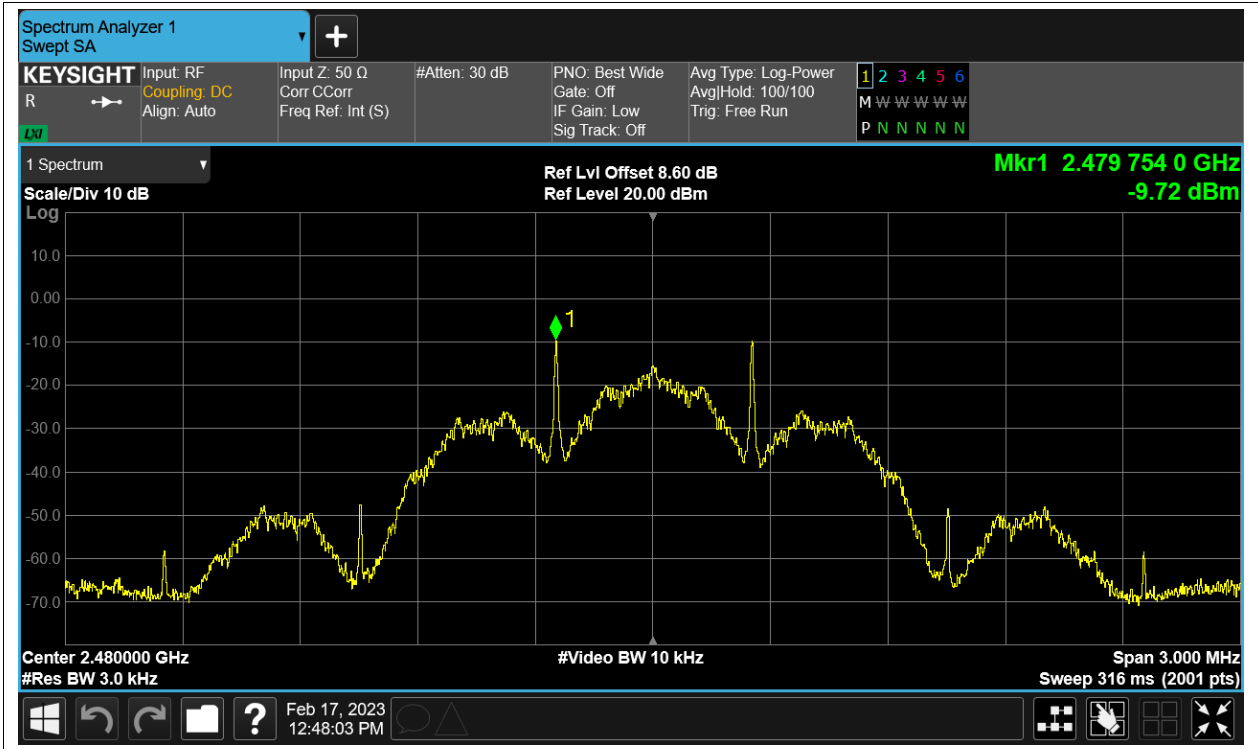 Spectrum Analyzer 1
Swept SA
+
KEYSIGHT
R
LXI
Input: RF
Coupling: DC
Align: Auto
Input Z: 50 Ω
Corr CCorr
Freq Ref: Int (S)
#Atten: 30 dB
PNO: Best Wide
Gate: Off
IF Gain: Low
Sig Track: Off
Avg Type: Log-Power
Avg|Hold: 100/100
Trig: Free Run
1 2 3 4 5 6
M W W W W W
P N N N N N
1 Spectrum
Scale/Div 10 dB
Log
Ref Lvl Offset 8.60 dB
Ref Level 20.00 dBm
Mkr1 2.479 754 0 GHz
-9.72 dBm
10.0
0.00
-10.0
-20.0
-30.0
-40.0
-50.0
-60.0
-70.0
1
Center 2.480000 GHz
#Res BW 3.0 kHz
#Video BW 10 kHz
Span 3.000 MHz
Sweep 316 ms (2001 pts)
?
Feb 17, 2023
12:48:03 PM